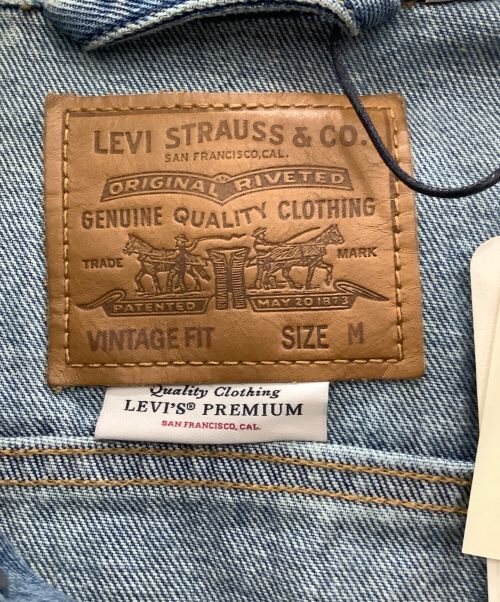 LEVI STRAUSS & CO.
SAN FRANCISCO, CAL.
ORIGINAL RIVETED
GENUINE QUALITY CLOTHING
TRADE MARK
PATENTED MAY 20 1873
VINTAGE FIT SIZE M
Quality Clothing
LEVI'S® PREMIUM
SAN FRANCISCO, CAL.